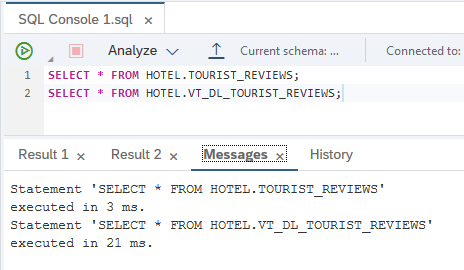 SQL Console 1.sql ×
Analyze Current schema: ... Connected to:
1 SELECT * FROM HOTEL.TOURIST_REVIEWS;
2 SELECT * FROM HOTEL.VT_DL_TOURIST_REVIEWS;
Result 1 × Result 2 × Messages × History
Statement 'SELECT * FROM HOTEL.TOURIST_REVIEWS'
executed in 3 ms.
Statement 'SELECT * FROM HOTEL.VT_DL_TOURIST_REVIEWS'
executed in 21 ms.